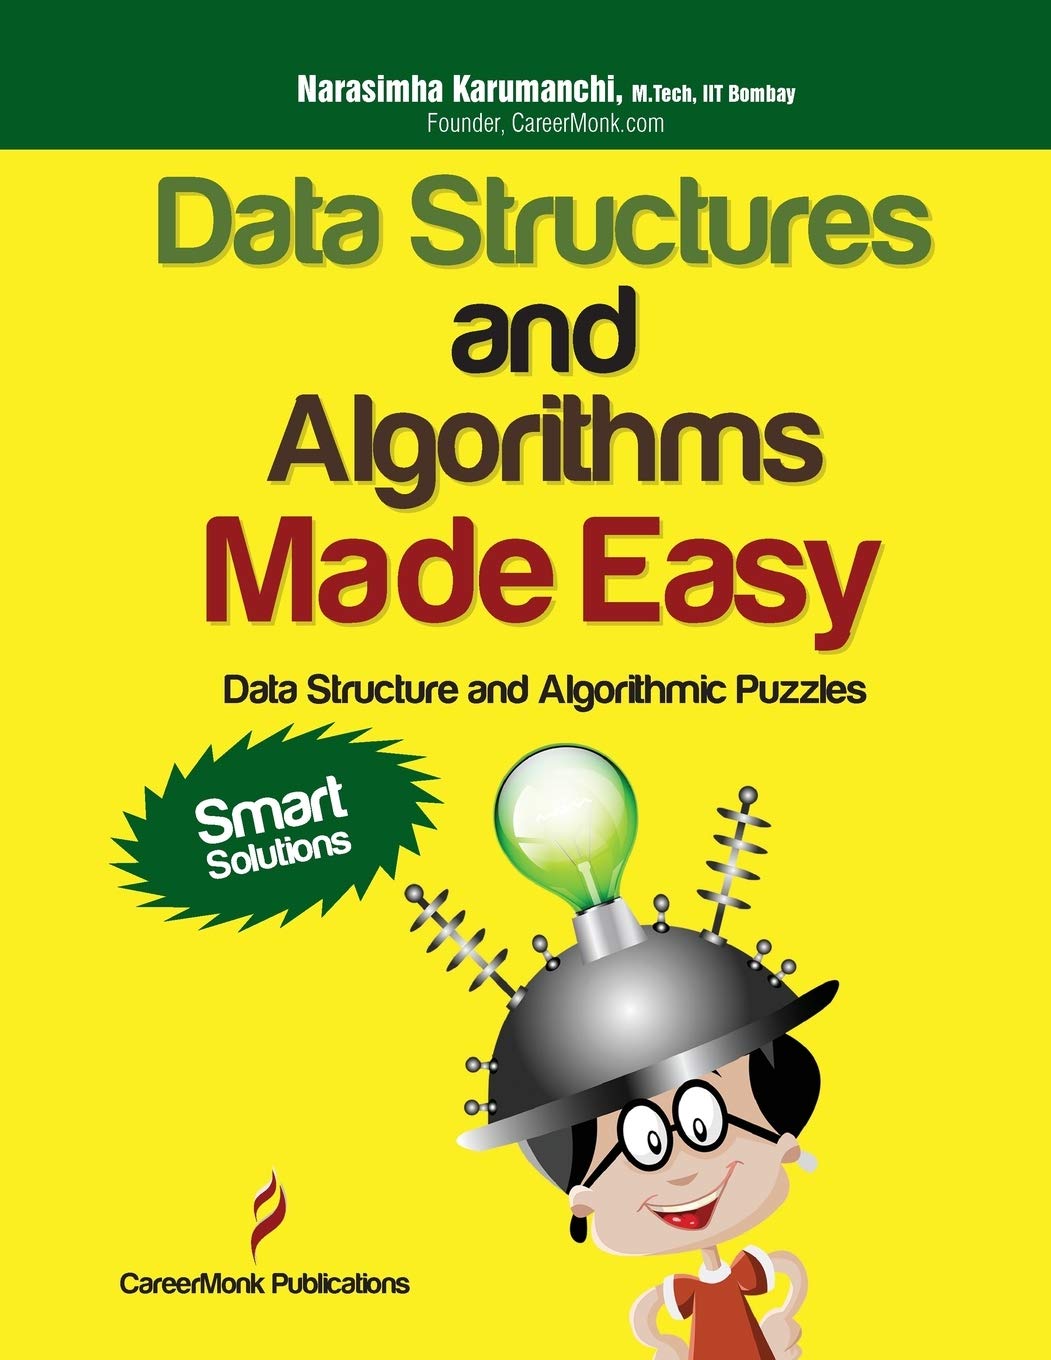 Narasimha Karumanchi, M.Tech, IIT Bombay
Founder, CareerMonk.com
Data Structures
and
Algorithms
Made Easy
Data Structure and Algorithmic Puzzles
Smart
Solutions
CareerMonk Publications